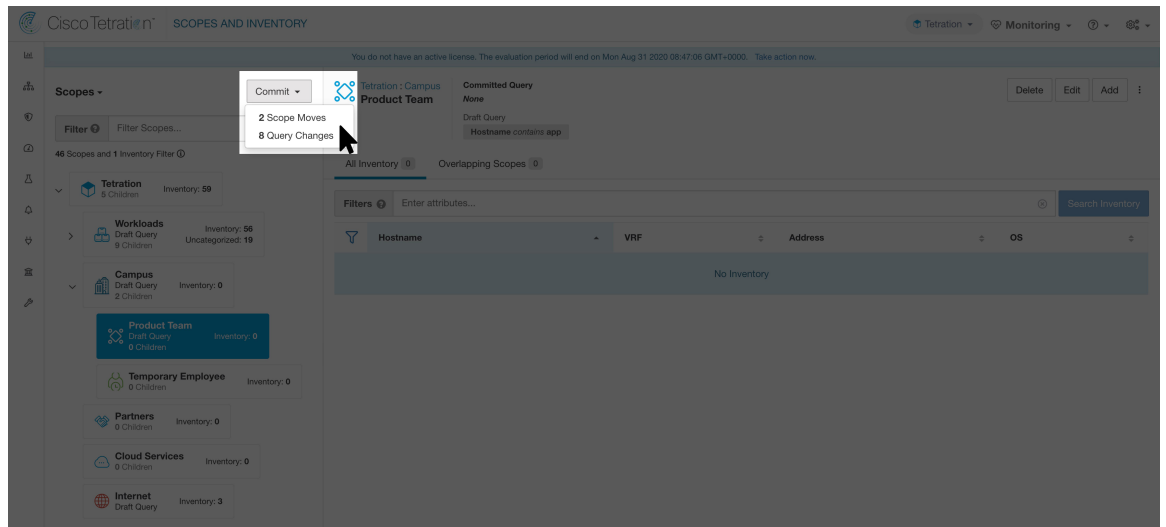 Cisco Tetration
SCOPES AND INVENTORY
Tetration
Monitoring
You do not have an active license. The evaluation period will end on Mon Aug 31 2020 08:47:06 GMT+0000. Take action now.
Scopes
Commit
2 Scope Moves
8 Query Changes
Tetration : Campus
Product Team
Committed Query
None
Draft Query
Hostname contains app
Delete
Edit
Add
Filter
Filter Scopes...
46 Scopes and 1 Inventory Filter
All Inventory 0
Overlapping Scopes 0
Filters
Enter attributes...
Search Inventory
Hostname
VRF
Address
OS
No Inventory
Tetration
5 Children
Inventory: 59
Workloads
Draft Query
9 Children
Inventory: 56
Uncategorized: 19
Campus
Draft Query
2 Children
Inventory: 0
Product Team
Draft Query
0 Children
Inventory: 0
Temporary Employee
0 Children
Inventory: 0
Partners
0 Children
Inventory: 0
Cloud Services
0 Children
Inventory: 0
Internet
Draft Query
Inventory: 3